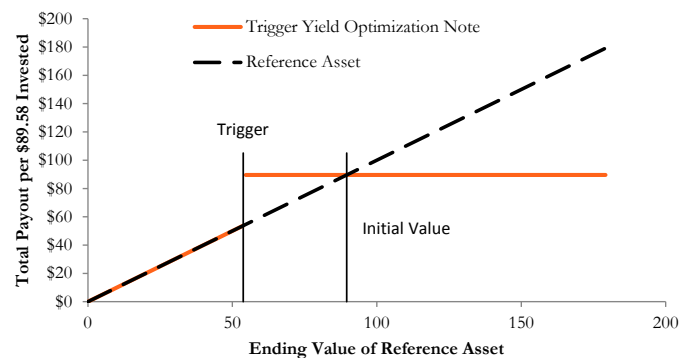 Total Payout per $89.58 Invested
$200
$180
$160
$140
$120
$100
$80
$60
$40
$20
$0
Trigger Yield Optimization Note
Reference Asset
Trigger
Initial Value
0
50
100
150
200
Ending Value of Reference Asset